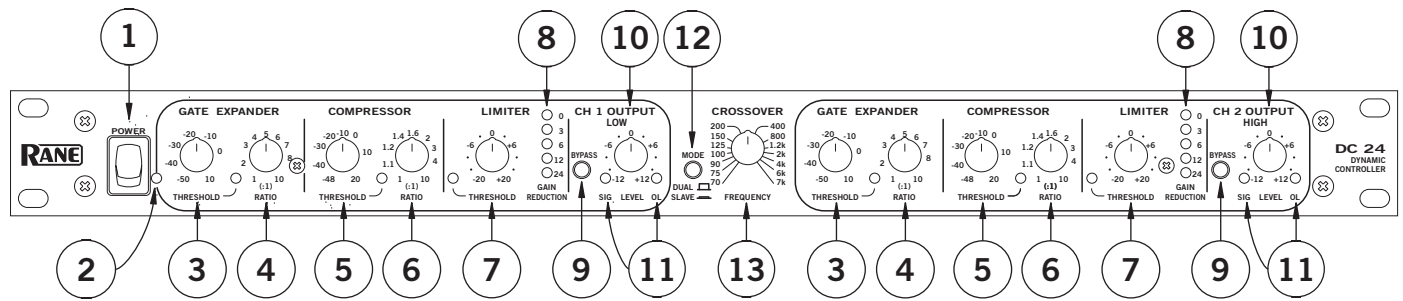 1 8 10 12 8 10
GATE EXPANDER COMPRESSOR LIMITER CH 1 OUTPUT CROSSOVER GATE EXPANDER COMPRESSOR LIMITER CH 2 OUTPUT
LOW HIGH
POWER
RANE
-50 -40 -30 -20 -10 0 10
THRESHOLD
1 2 3 4 5 6 8 10
(:1)
RATIO
-48 -40 -30 -20 -10 0 10 20
THRESHOLD
1 1.1 1.2 1.4 1.6 2 4 10
(:1)
RATIO
-20 -6 0 +6 +20
THRESHOLD
0
3
6
12
24
GAIN
REDUCTION
BYPASS
-6 0 +6
-12 +12
SIG LEVEL OL
MODE
DUAL
SLAVE
70 75 90 100 125 150 200 400 800 1.2k 2k 4k 6k 7k
FREQUENCY
-50 -40 -30 -20 -10 0 10
THRESHOLD
1 2 3 4 5 6 8 10
(:1)
RATIO
-48 -40 -30 -20 -10 0 10 20
THRESHOLD
1 1.1 1.2 1.4 1.6 2 4 10
(:1)
RATIO
-20 -6 0 +6 +20
THRESHOLD
0
3
6
12
24
GAIN
REDUCTION
BYPASS
-6 0 +6
-12 +12
SIG LEVEL OL
DC 24
DYNAMIC
CONTROLLER
2 3 4 5 6 7 9 11 13 3 4 5 6 7 9 11